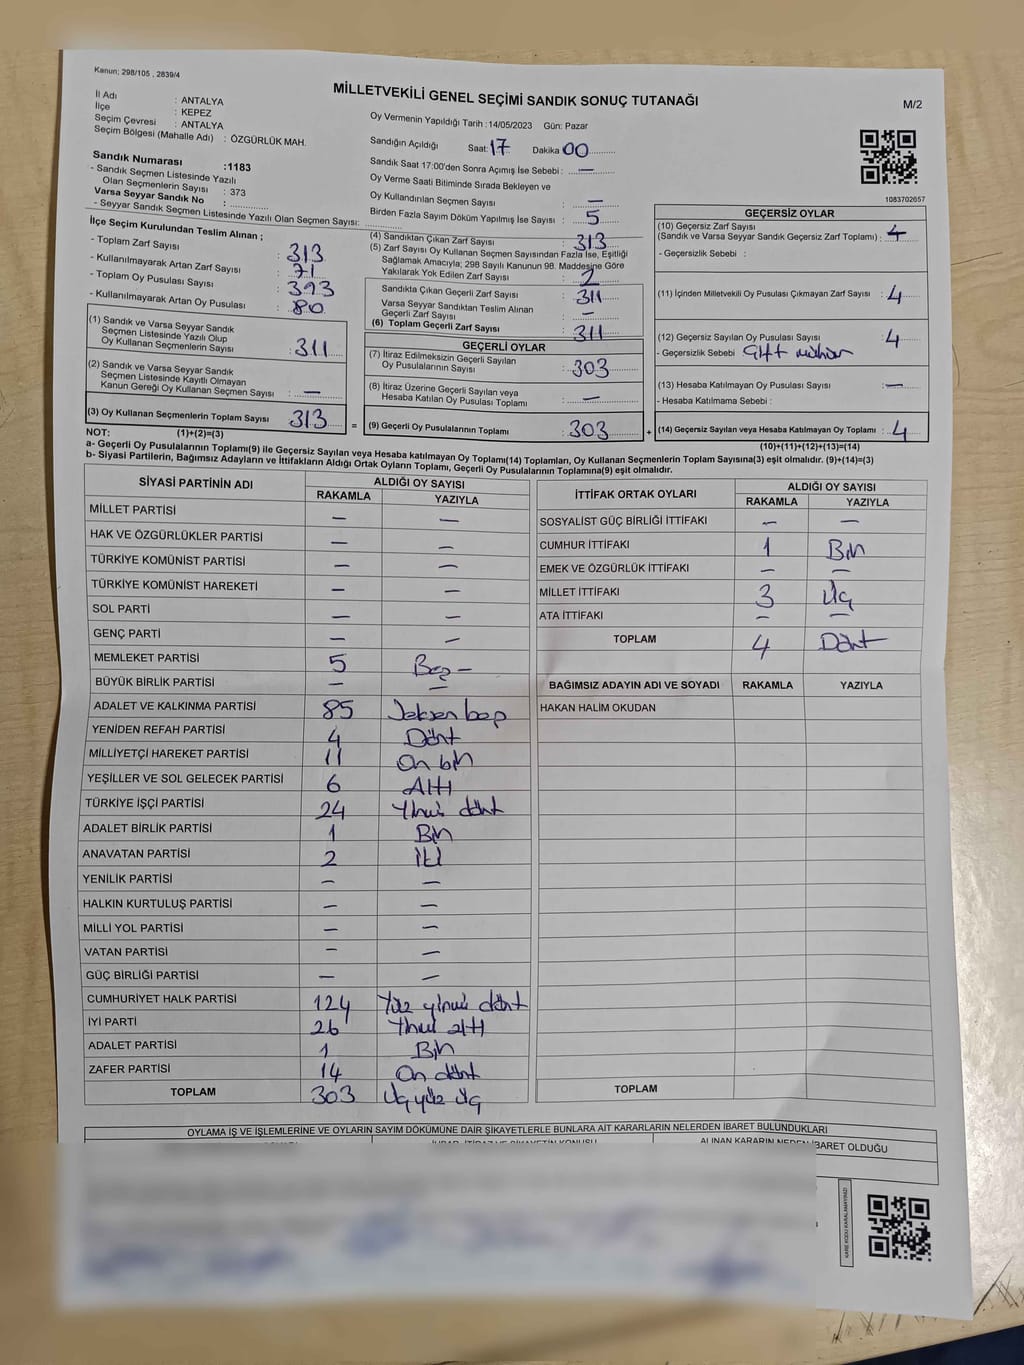 Kanun; 298/105 , 2839/4
MİLLETVEKİLİ GENEL SEÇİMİ SANDIK SONUÇ TUTANAĞI
M/2
İl Adı : ANTALYA
İlçe : KEPEZ
Seçim Çevresi : ANTALYA
Seçim Bölgesi (Mahalle Adı) : ÖZGÜRLÜK MAH.
Sandık Numarası :1183
- Sandık Seçmen Listesinde Yazılı
Olan Seçmenlerin Sayısı : 373
Varsa Seyyar Sandık No :
- Seyyar Sandık Seçmen Listesinde Yazılı Olan Seçmen Sayısı:
Oy Vermenin Yapıldığı Tarih :14/05/2023 Gün: Pazar
Sandığın Açıldığı Saat: 17 Dakika 00
Sandık Saat 17:00'den Sonra Açımış İse Sebebi : —
Oy Verme Saati Bitiminde Sırada Bekleyen ve
Oy Kullandırılan Seçmen Sayısı : —
Birden Fazla Sayım Döküm Yapılmış İse Sayısı : 5
1083702657
İlçe Seçim Kurulundan Teslim Alınan ;
- Toplam Zarf Sayısı : 313
- Kullanılmayarak Artan Zarf Sayısı : 71
- Toplam Oy Pusulası Sayısı : 393
- Kullanılmayarak Artan Oy Pusulası : 80
(1) Sandık ve Varsa Seyyar Sandık
Seçmen Listesinde Yazılı Olup
Oy Kullanan Seçmenlerin Sayısı : 311
(2) Sandık ve Varsa Seyyar Sandık
Seçmen Listesinde Kayıtlı Olmayan
Kanun Gereği Oy Kullanan Seçmen Sayısı : —
(3) Oy Kullanan Seçmenlerin Toplam Sayısı 313
(1)+(2)=(3)
(4) Sandıktan Çıkan Zarf Sayısı : 313
(5) Zarf Sayısı Oy Kullanan Seçmen Sayısından Fazla İse, Eşitliği
Sağlamak Amacıyla; 298 Sayılı Kanunun 98. Maddesine Göre
Yakılarak Yok Edilen Zarf Sayısı : 2
Sandıkta Çıkan Geçerli Zarf Sayısı : 311
Varsa Seyyar Sandıktan Teslim Alınan
Geçerli Zarf Sayısı : —
(6) Toplam Geçerli Zarf Sayısı : 311
GEÇERLİ OYLAR
(7) İtiraz Edilmeksizin Geçerli Sayılan
Oy Pusulalarının Sayısı : 303
(8) İtiraz Üzerine Geçerli Sayılan veya
Hesaba Katılan Oy Pusulası Toplamı : —
= (9) Geçerli Oy Pusulalarının Toplamı : 303 +
GEÇERSİZ OYLAR
(10) Geçersiz Zarf Sayısı
(Sandık ve Varsa Seyyar Sandık Geçersiz Zarf Toplamı) : 4
- Geçersizlik Sebebi :
(11) İçinden Milletvekili Oy Pusulası Çıkmayan Zarf Sayısı : 4
(12) Geçersiz Sayılan Oy Pusulası Sayısı : 4
- Geçersizlik Sebebi Çift mühür
(13) Hesaba Katılmayan Oy Pusulası Sayısı : —
- Hesaba Katılmama Sebebi :
(14) Geçersiz Sayılan veya Hesaba Katılmayan Oy Toplamı : 4
(10)+(11)+(12)+(13)=(14)
NOT:
a- Geçerli Oy Pusulalarının Toplamı(9) ile Geçersiz Sayılan veya Hesaba katılmayan Oy Toplamı(14) Toplamları, Oy Kullanan Seçmenlerin Toplam Sayısına(3) eşit olmalıdır. (9)+(14)=(3)
b- Siyasi Partilerin, Bağımsız Adayların ve İttifakların Aldığı Ortak Oyların Toplamı, Geçerli Oy Pusulalarının Toplamına(9) eşit olmalıdır.
SİYASİ PARTİNİN ADI ALDIĞI OY SAYISI
RAKAMLA YAZIYLA
MİLLET PARTİSİ — —
HAK VE ÖZGÜRLÜKLER PARTİSİ — —
TÜRKİYE KOMÜNİST PARTİSİ — —
TÜRKİYE KOMÜNİST HAREKETİ — —
SOL PARTİ — —
GENÇ PARTİ — —
MEMLEKET PARTİSİ 5 Beş –
BÜYÜK BİRLİK PARTİSİ — —
ADALET VE KALKINMA PARTİSİ 85 Seksen beş
YENİDEN REFAH PARTİSİ 4 Dört
MİLLİYETÇİ HAREKET PARTİSİ 11 On bir
YEŞİLLER VE SOL GELECEK PARTİSİ 6 Altı
TÜRKİYE İŞÇİ PARTİSİ 24 Yirmi dört
ADALET BİRLİK PARTİSİ 1 Bir
ANAVATAN PARTİSİ 2 İki
YENİLİK PARTİSİ — —
HALKIN KURTULUŞ PARTİSİ — —
MİLLİ YOL PARTİSİ — —
VATAN PARTİSİ — —
GÜÇ BİRLİĞİ PARTİSİ — —
CUMHURİYET HALK PARTİSİ 124 Yüz yirmi dört
İYİ PARTİ 26 Yirmi altı
ADALET PARTİSİ 1 Bir
ZAFER PARTİSİ 14 On dört
TOPLAM 303 Üç yüz üç
İTTİFAK ORTAK OYLARI ALDIĞI OY SAYISI
RAKAMLA YAZIYLA
SOSYALIST GÜÇ BİRLİĞİ İTTİFAKI — —
CUMHUR İTTİFAKI 1 Bir
EMEK VE ÖZGÜRLÜK İTTİFAKI — —
MİLLET İTTİFAKI 3 Üç
ATA İTTİFAKI — —
TOPLAM 4 Dört
BAĞIMSIZ ADAYIN ADI VE SOYADI RAKAMLA YAZIYLA
HAKAN HALIM OKUDAN
TOPLAM
OYLAMA İŞ VE İŞLEMLERINE VE OYLARIN SAYIM DÖKÜMÜNE DAİR ŞİKAYETLERLE BUNLARA AİT KARARLARIN NELERDEN İBARET BULUNDUKLARI
ALINAN KARARIN NEDEN İBARET OLDUĞU
KARE KODU KARALAMAYINIZ!